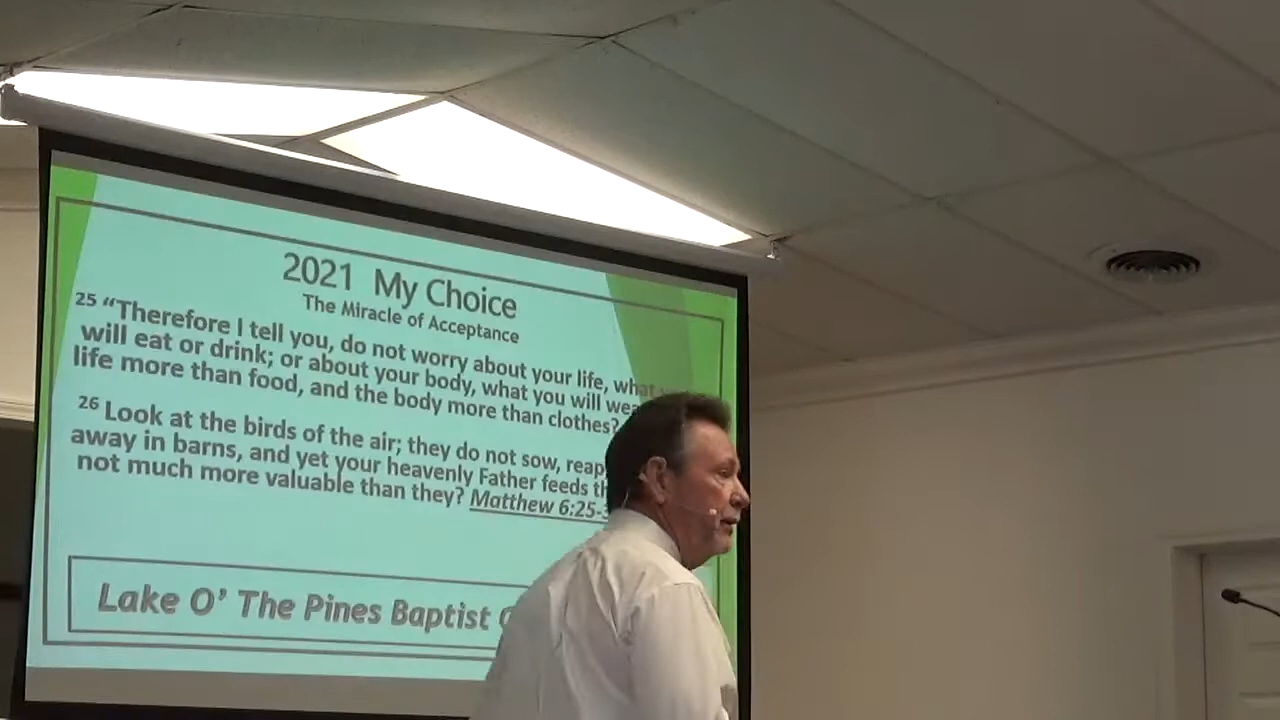 2021 My Choice
The Miracle of Acceptance
25 “Therefore I tell you, do not worry about your life, what
will eat or drink; or about your body, what you will
life more than food, and the body more than clothes?
26 Look at the birds of the air; they do not sow, reap
away in barns, and yet your heavenly Father feeds
not much more valuable than they? Matthew 6:25-
Lake O’ The Pines Baptist